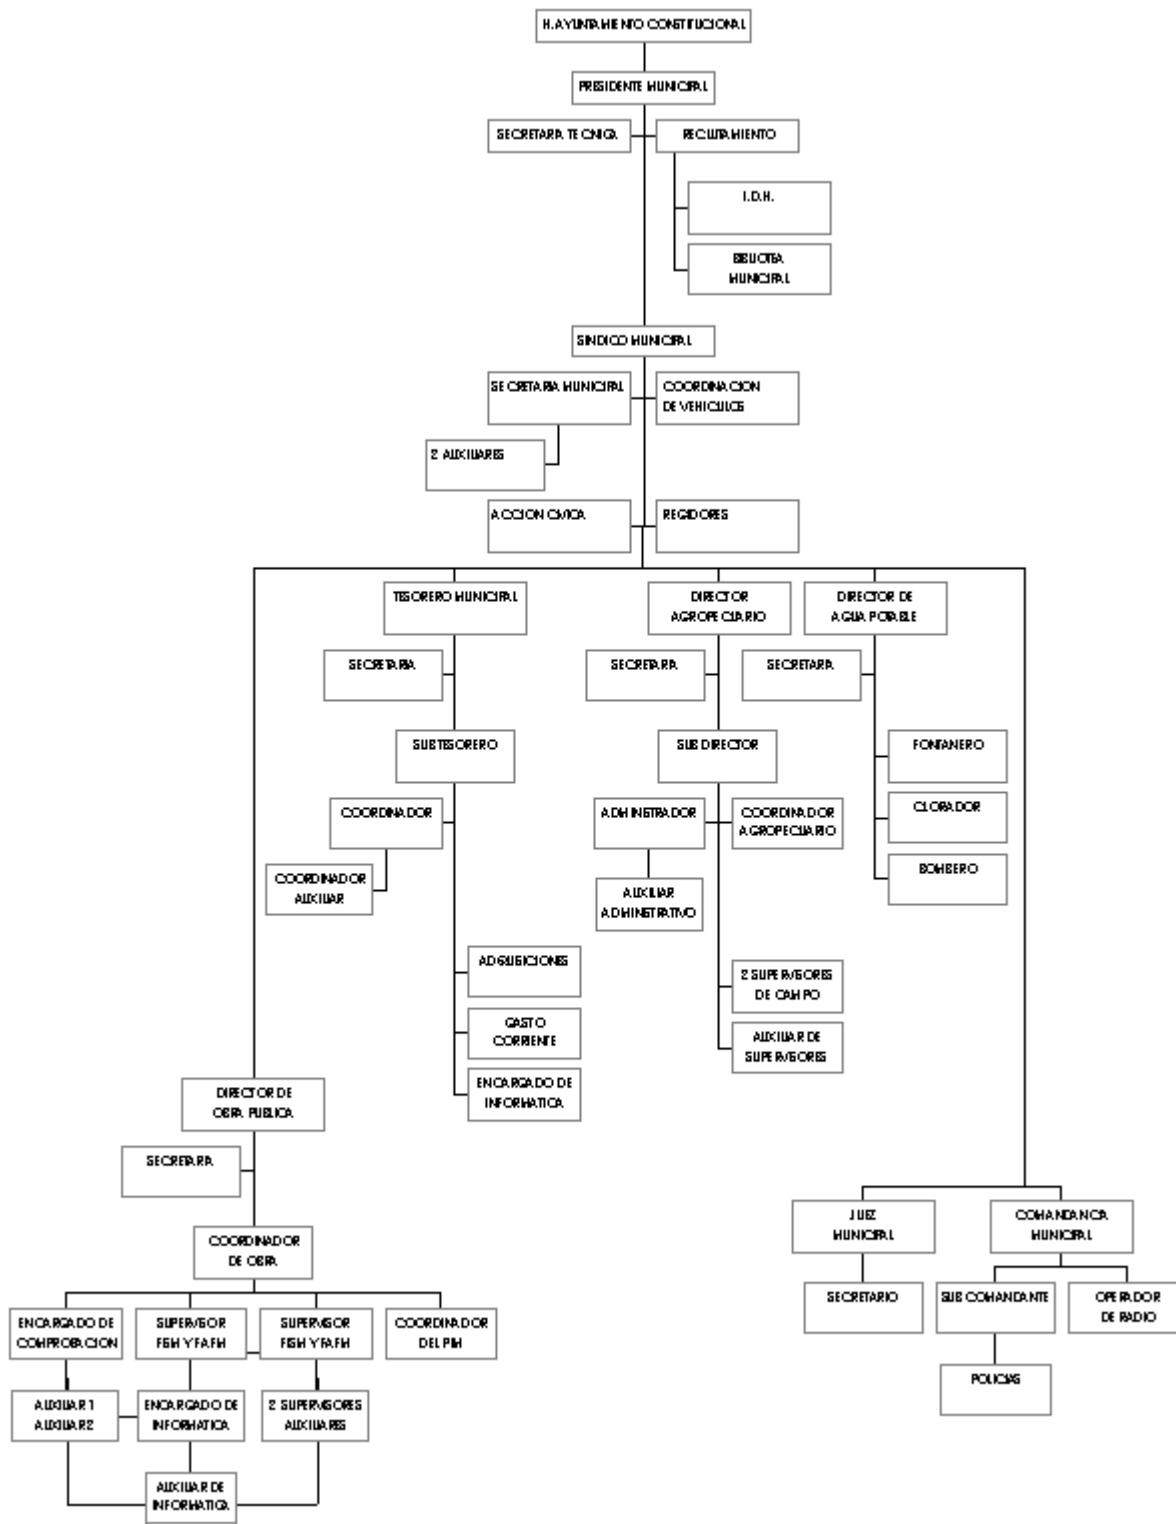 H. AYUNTAMIENTO CONSTITUCIONAL
PRESIDENTE MUNICIPAL
SECRETARIA TECNICA
RECLUTAMIENTO
I.D.H.
BIBLIOTEA
MUNICIPAL
SINDICO MUNICIPAL
SECRETARIA MUNICIPAL
COORDINACION
DE VEHICULOS
2 AUXILIARES
ACCION CIVICA
REGIDORES
TESORERO MUNICIPAL
DIRECTOR
AGROPECUARIO
DIRECTOR DE
AGUA POTABLE
SECRETARIA
SECRETARIA
SECRETARIA
SUBTESORERO
SUBDIRECTOR
FONTANERO
COORDINADOR
ADMINISTRADOR
COORDINADOR
AGROPECUARIO
CLORADOR
COORDINADOR
AUXILIAR
AUXILIAR
ADMINISTRATIVO
BOMBERO
ADQUSICIONES
2 SUPERVISORES
DE CAMPO
GASTO
CORRIENTE
AUXILIAR DE
SUPERVISORES
ENCARGADO DE
INFORMATICA
DIRECTOR DE
OBRA PUBLICA
SECRETARIA
JUEZ
MUNICIPAL
COMANDANCIA
MUNICIPAL
COORDINADOR
DE OBRA
SECRETARIO
SUB COMANDANTE
OPERADOR
DE RADIO
ENCARGADO DE
COMPROBACION
SUPERVISOR
FISM Y FAFM
SUPERVISOR
FISM Y FAFM
COORDINADOR
DEL PIM
POLICIAS
AUXILIAR 1
AUXILIAR 2
ENCARGADO DE
INFORMATICA
2 SUPERVISORES
AUXILIARES
AUXILIAR DE
INFORMATICA